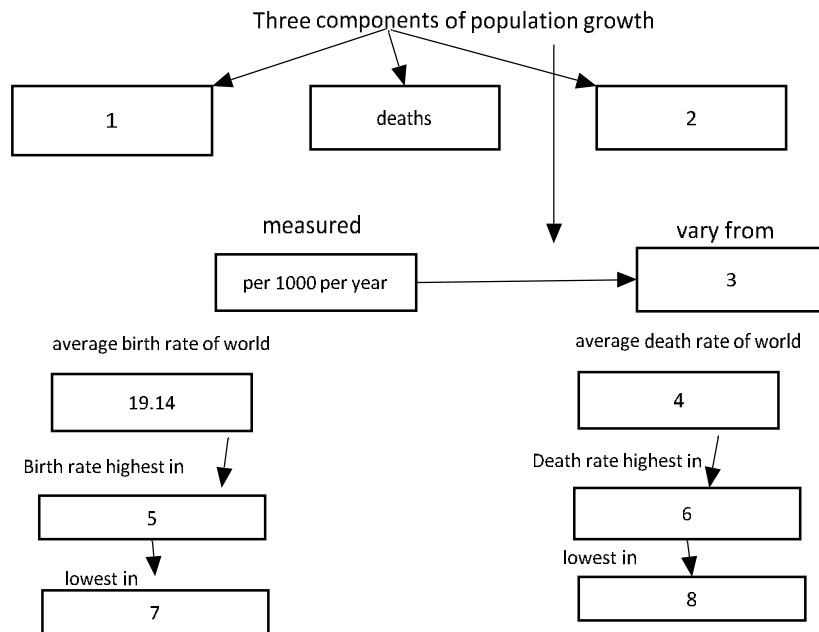 Three components of population growth
1
deaths
2
measured
vary from
per 1000 per year
3
average birth rate of world
average death rate of world
19.14
4
Birth rate highest in
Death rate highest in
5
6
lowest in
lowest in
7
8